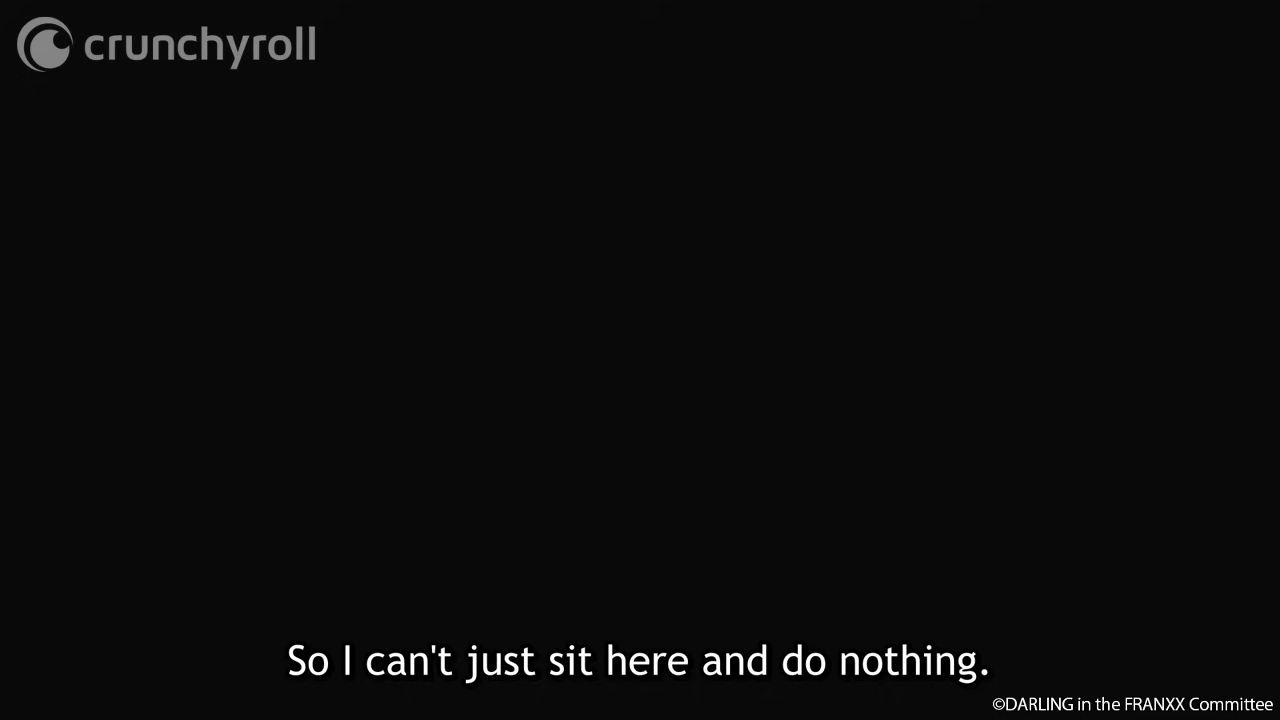 crunchyroll
So I can't just sit here and do nothing.
©DARLING in the FRANXX Committee